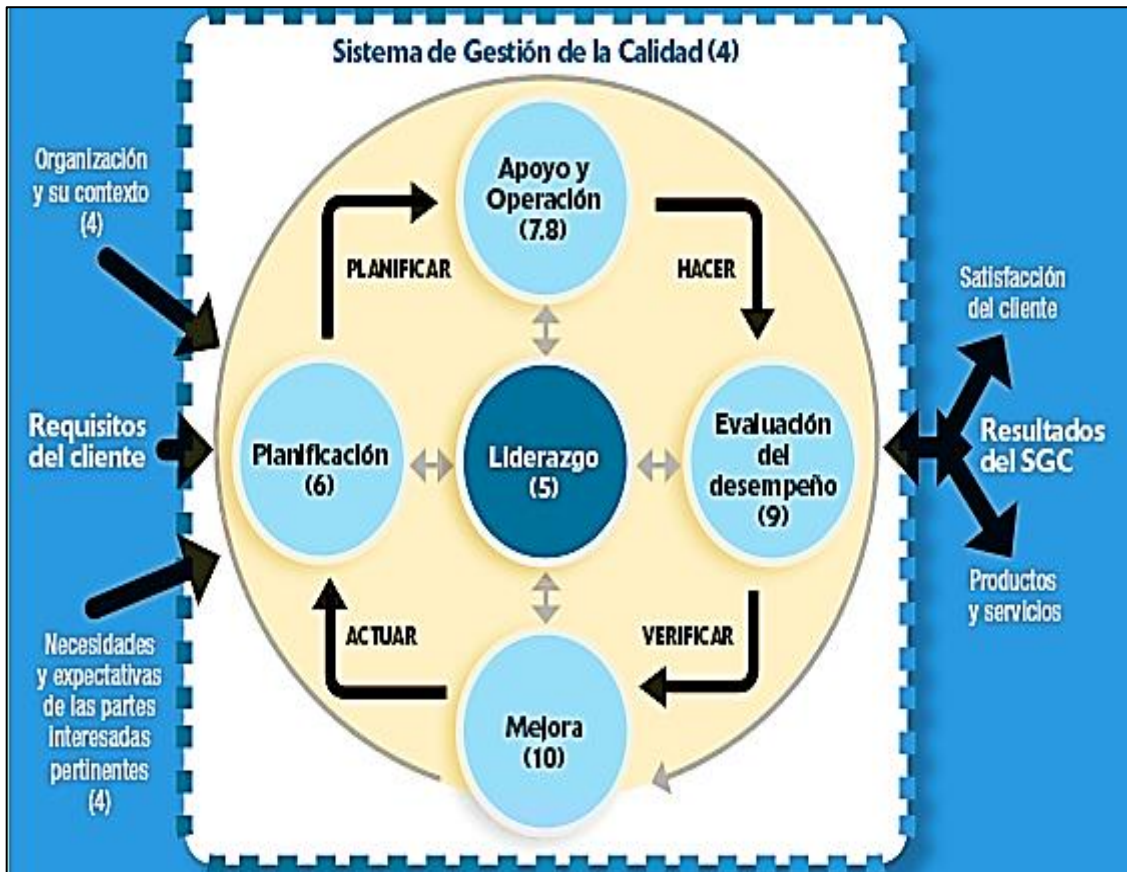 Sistema de Gestión de la Calidad (4)
Organización
y su contexto
(4)
Requisitos
del cliente
Necesidades
y expectativas
de las partes
interesadas
pertinentes
(4)
Apoyo y
Operación
(7.8)
PLANIFICAR
HACER
Planificación
(6)
Liderazgo
(5)
Evaluación
del
desempeño
(9)
ACTUAR
VERIFICAR
Mejora
(10)
Satisfacción
del cliente
Resultados
del SGC
Productos
y servicios